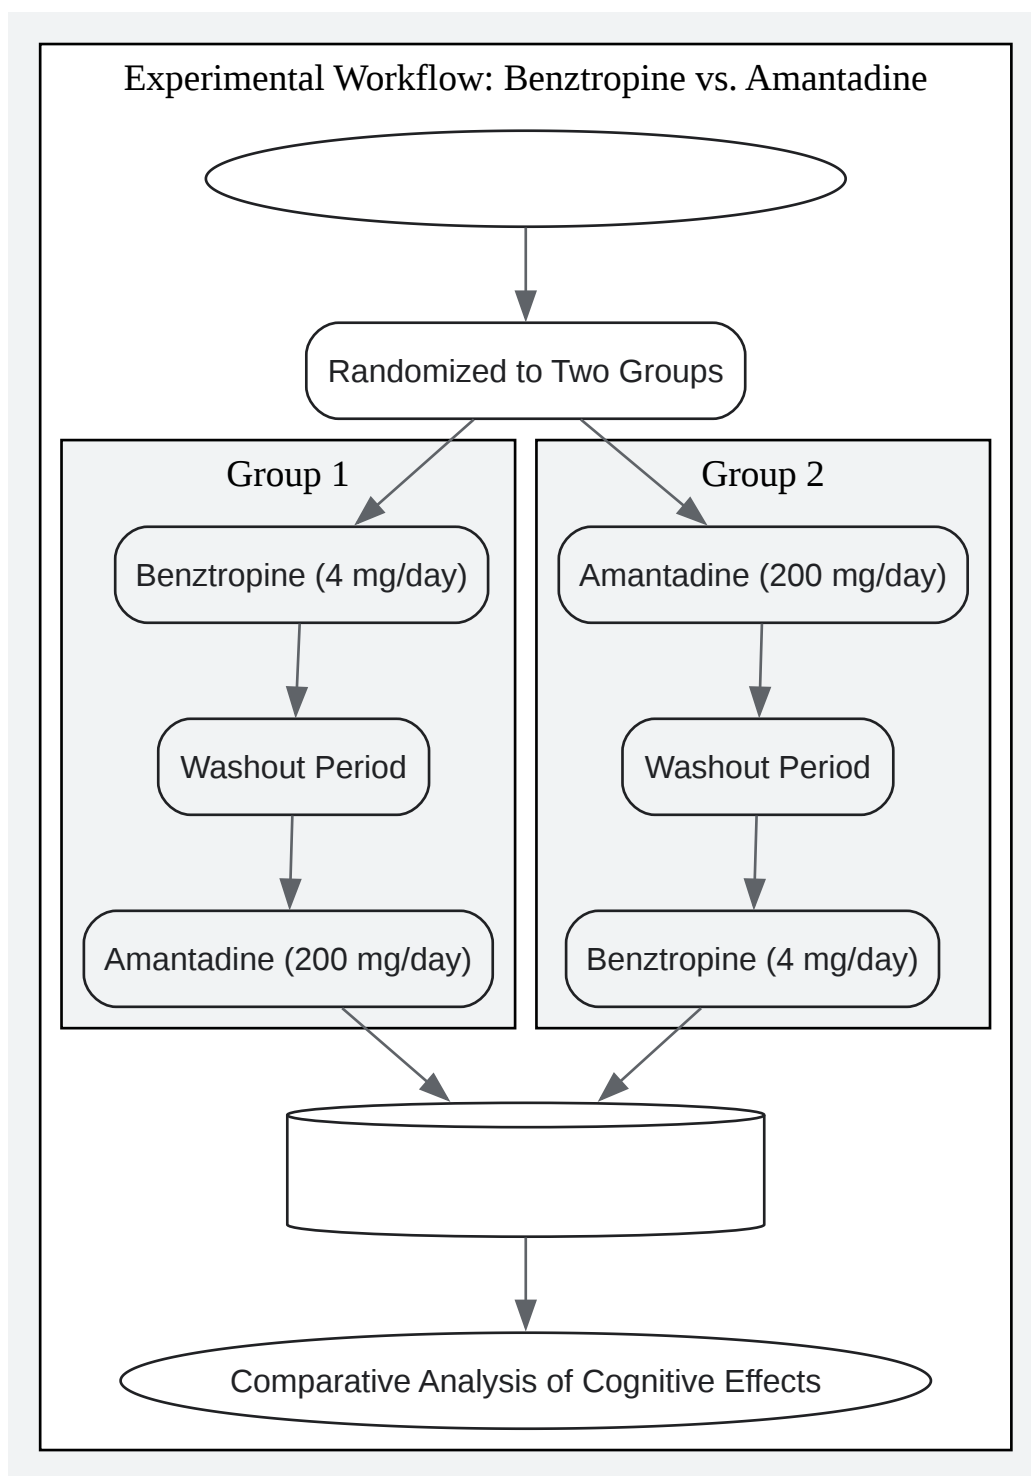 Experimental Workflow: Benztropine vs. Amantadine
Randomized to Two Groups
Group 1
Benztropine (4 mg/day)
Washout Period
Amantadine (200 mg/day)
Group 2
Amantadine (200 mg/day)
Washout Period
Benztropine (4 mg/day)
Comparative Analysis of Cognitive Effects